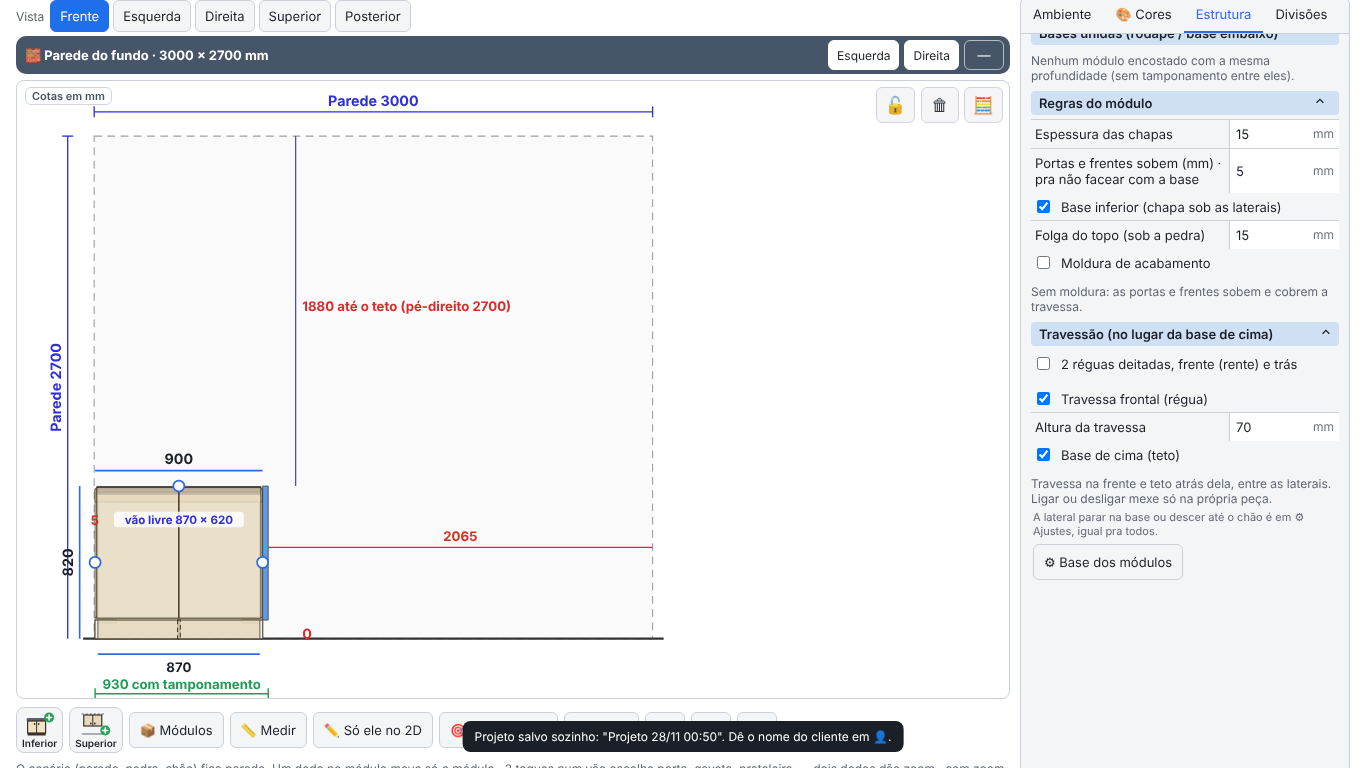 Vista Frente Esquerda Direita Superior Posterior
Parede do fundo · 3000 × 2700 mm Esquerda Direita —
Cotas em mm
Parede 3000
Parede 2700
1880 até o teto (pé-direito 2700)
900
5
vão livre 870 × 620
820
2065
0
870
930 com tamponamento
Inferior
Superior
Módulos
Medir
Só ele no 2D
Projeto salvo sozinho: "Projeto 28/11 00:50". Dê o nome do cliente em 👤.
Ambiente Cores Estrutura Divisões
Bases unidas (rodapé / base embaixo)
Nenhum módulo encostado com a mesma
profundidade (sem tamponamento entre eles).
Regras do módulo
Espessura das chapas 15 mm
Portas e frentes sobem (mm) ·
pra não facear com a base 5 mm
Base inferior (chapa sob as laterais)
Folga do topo (sob a pedra) 15 mm
Moldura de acabamento
Sem moldura: as portas e frentes sobem e cobrem a
travessa.
Travessão (no lugar da base de cima)
2 réguas deitadas, frente (rente) e trás
Travessa frontal (régua)
Altura da travessa 70 mm
Base de cima (teto)
Travessa na frente e teto atrás dela, entre as laterais.
Ligar ou desligar mexe só na própria peça.
A lateral parar na base ou descer até o chão é em ⚙
Ajustes, igual pra todos.
⚙ Base dos módulos